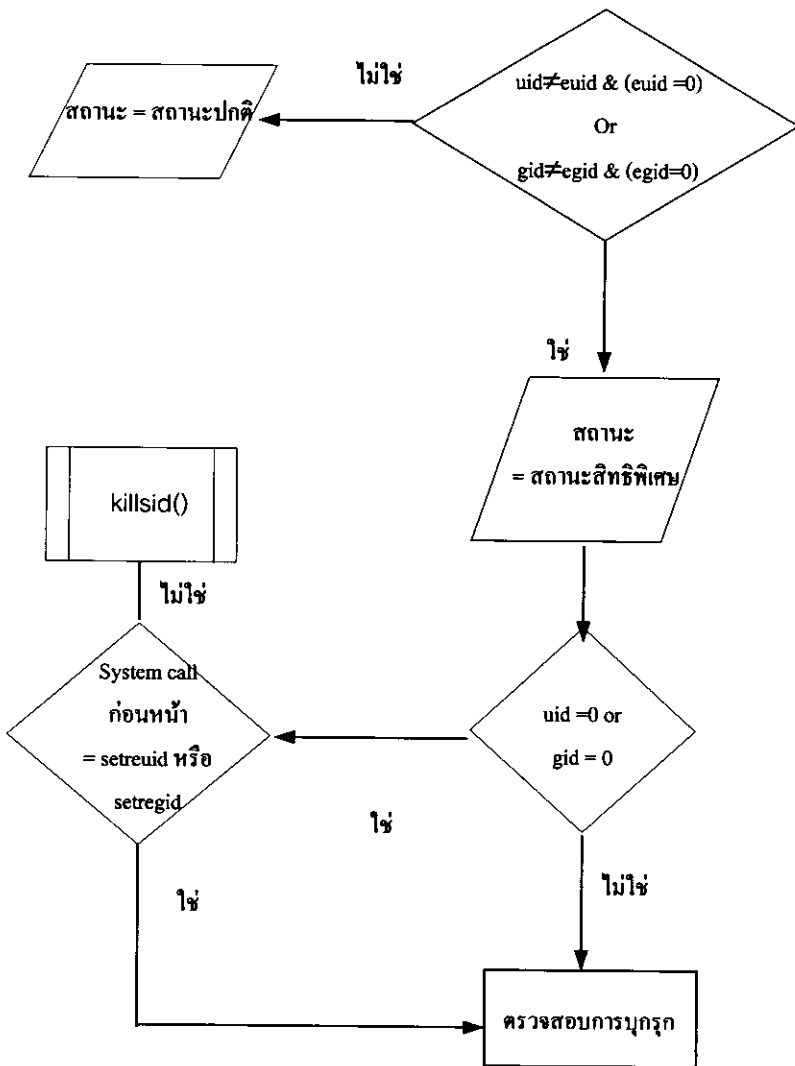 ไม่ใช่
uid≠euid & (euid =0)
Or
gid≠egid & (egid=0)
สถานะ = สถานะปกติ
ใช่
สถานะ
= สถานะสิทธิพิเศษ
killsid()
ไม่ใช่
System call
ก่อนหน้า
= setreuid หรือ
setregid
uid =0 or
gid = 0
ใช่
ใช่
ไม่ใช่
ตรวจสอบการบุกรุก